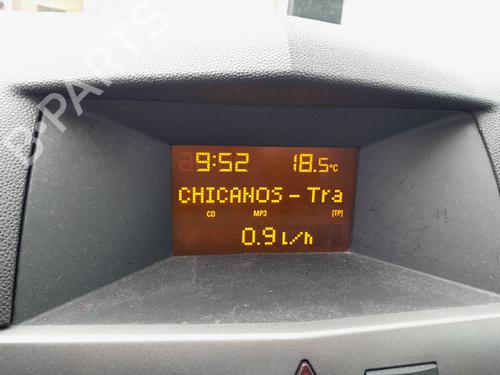 B-PARTS
9:52 18.5°C
CHICANOS - Tra
CD MP3 [TP]
0.9 L/h